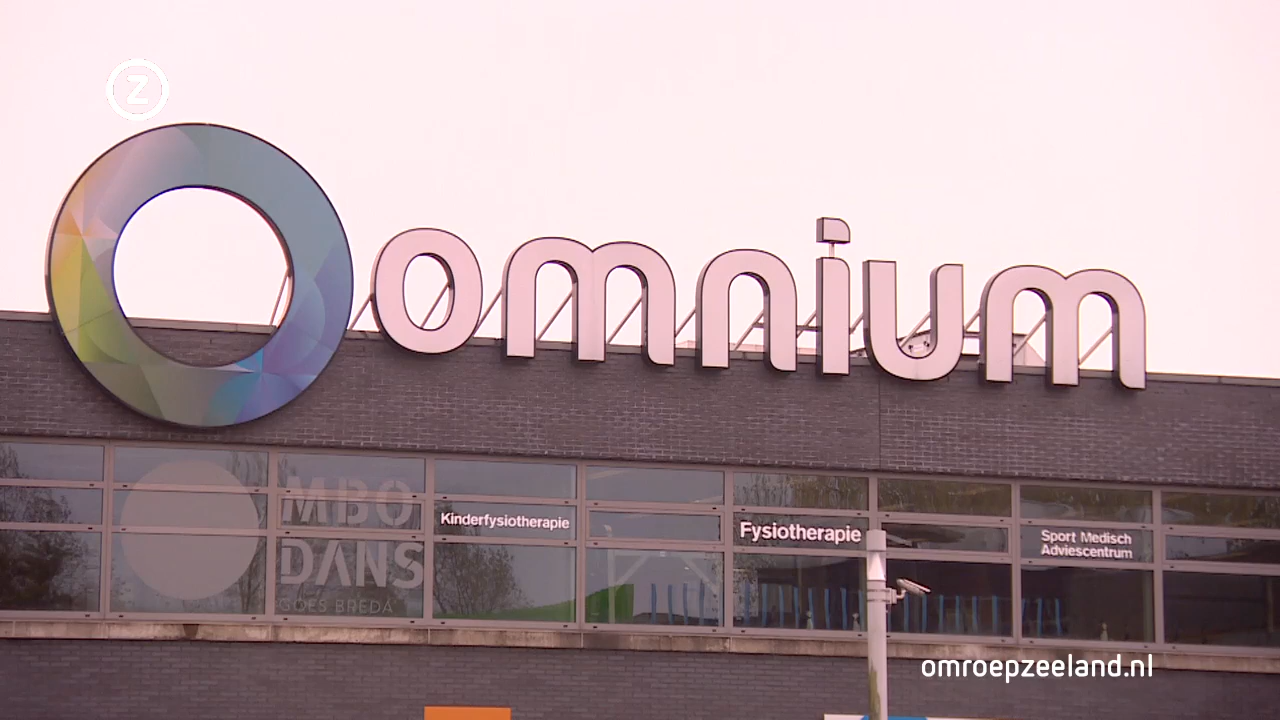 Z
omnium
MBO
DANS
GOES BREDA
Kinderfysiotherapie
Fysiotherapie
Sport Medisch
Adviescentrum
omroepzeeland.nl